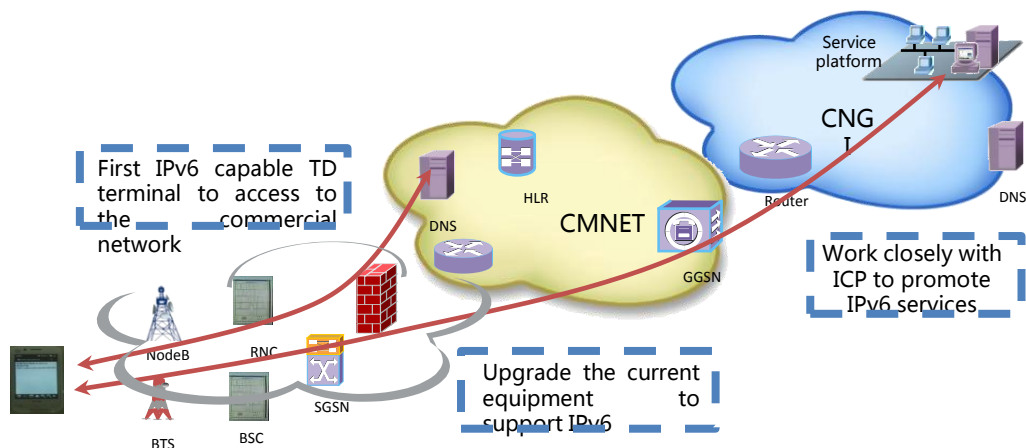 Service
platform
CNG
I
Router
DNS
First IPv6 capable TD
terminal to access to
the commercial
network
HLR
DNS
CMNET
GGSN
Work closely with
ICP to promote
IPv6 services
NodeB
RNC
SGSN
Upgrade the current
equipment to
support IPv6
BTS
BSC